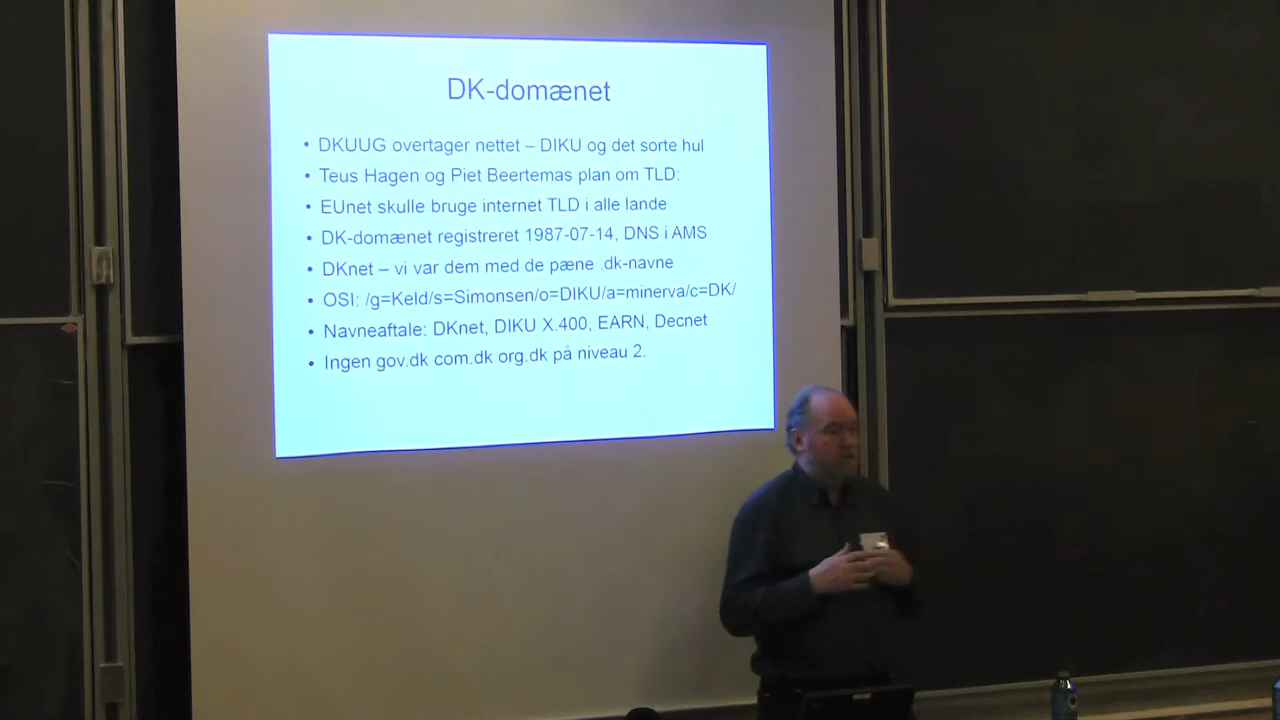 DK-domænet
• DKUUG overtager nettet – DIKU og det sorte hul
• Teus Hagen og Piet Beertemas plan om TLD:
• EUnet skulle bruge internet TLD i alle lande
• DK-domænet registreret 1987-07-14, DNS i AMS
• DKnet – vi var dem med de pæne .dk-navne
• OSI: /g=Keld/s=Simonsen/o=DIKU/a=minerva/c=DK/
• Navneaftale: DKnet, DIKU X.400, EARN, Decnet
• Ingen gov.dk com.dk org.dk på niveau 2.